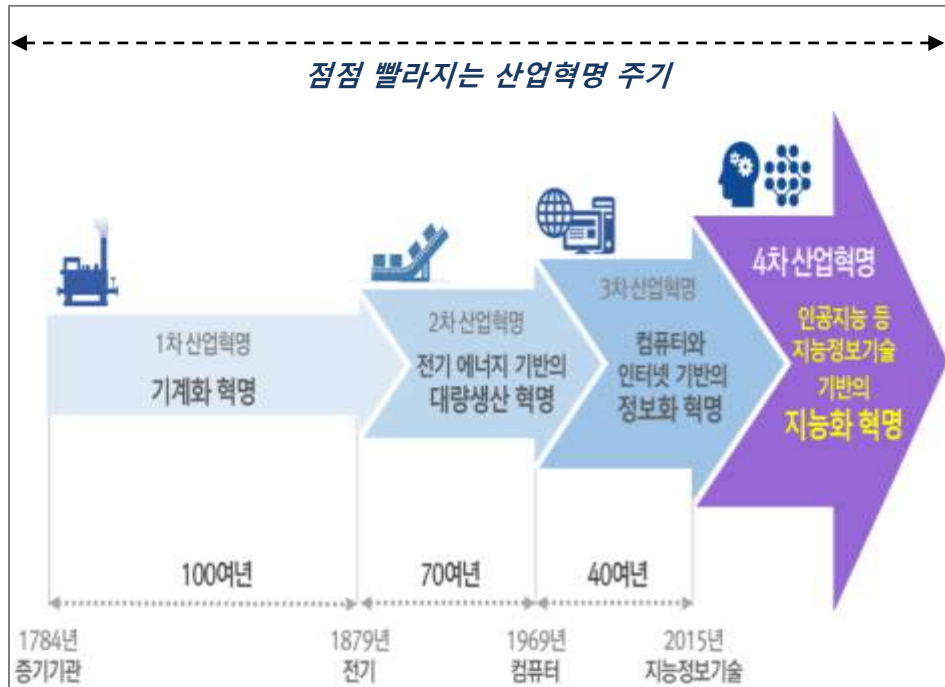 점점 빨라지는 산업혁명 주기
1차 산업혁명
기계화 혁명
2차 산업혁명
전기 에너지 기반의
대량생산 혁명
3차 산업혁명
컴퓨터와
인터넷 기반의
정보화 혁명
4차 산업혁명
인공지능 등
지능정보기술
기반의
지능화 혁명
100여년
70여년
40여년
1784년
증기기관
1879년
전기
1969년
컴퓨터
2015년
지능정보기술